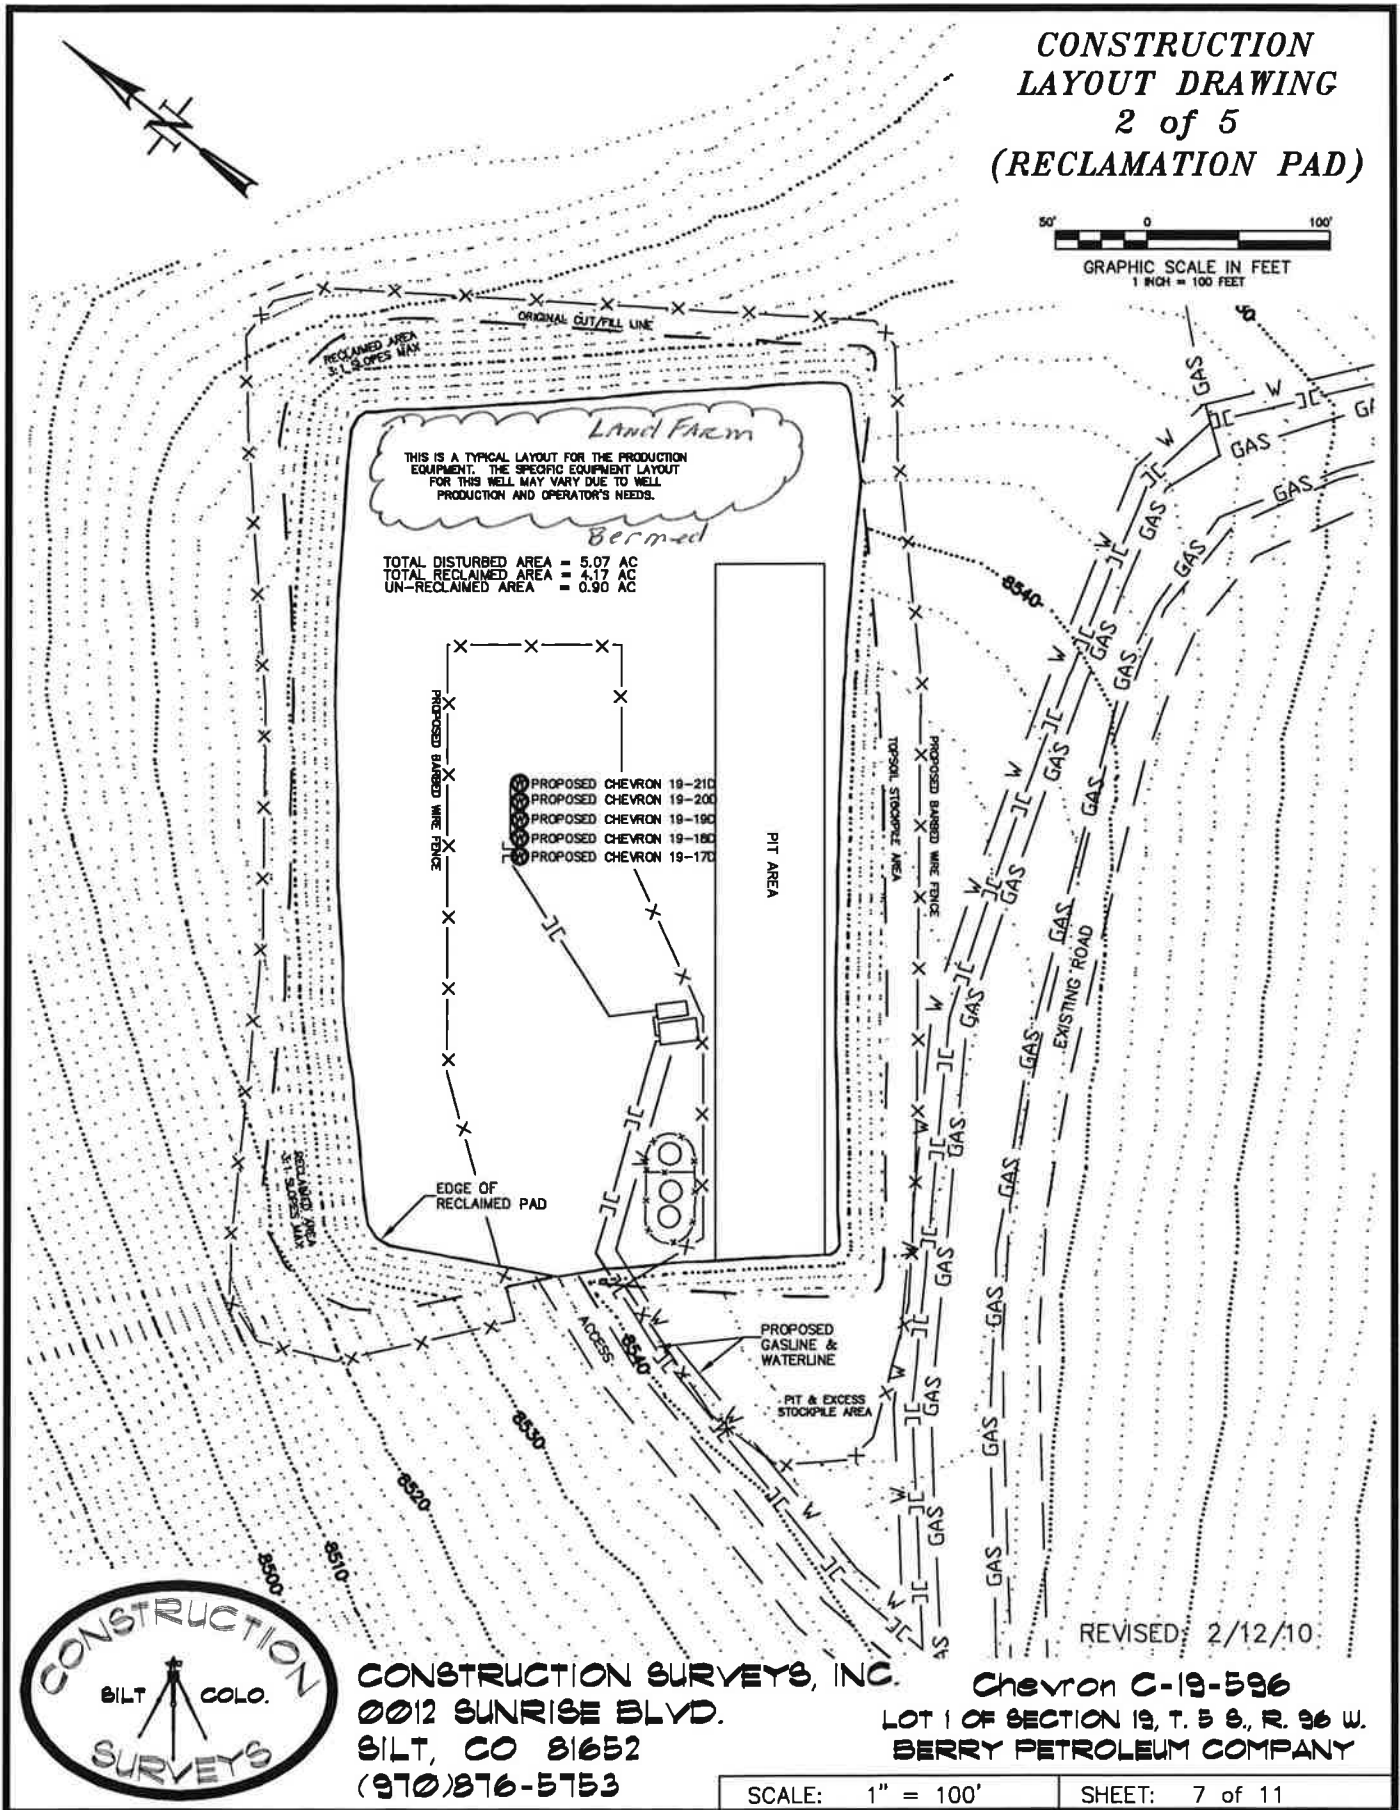 CONSTRUCTION
LAYOUT DRAWING
2 of 5
(RECLAMATION PAD)
N
50' 0 100'
GRAPHIC SCALE IN FEET
1 INCH = 100 FEET
ORIGINAL CUT/FILL LINE
RECLAIMED AREA
3:1 SLOPES MAX
Land Farm
THIS IS A TYPICAL LAYOUT FOR THE PRODUCTION
EQUIPMENT. THE SPECIFIC EQUIPMENT LAYOUT
FOR THIS WELL MAY VARY DUE TO WELL
PRODUCTION AND OPERATOR'S NEEDS.
Bermed
TOTAL DISTURBED AREA = 5.07 AC
TOTAL RECLAIMED AREA = 4.17 AC
UN-RECLAIMED AREA = 0.90 AC
8540
PROPOSED BARBED WIRE FENCE
PROPOSED CHEVRON 19-21D
PROPOSED CHEVRON 19-20D
PROPOSED CHEVRON 19-19D
PROPOSED CHEVRON 19-18D
PROPOSED CHEVRON 19-17D
PIT AREA
TOPSOIL STOCKPILE AREA
PROPOSED BARBED WIRE FENCE
GAS
W
EXISTING ROAD
RECLAIMED AREA
3:1 SLOPES MAX
EDGE OF
RECLAIMED PAD
ACCESS
8540
PROPOSED
GASLINE &
WATERLINE
PIT & EXCESS
STOCKPILE AREA
8530
8520
8510
8500
REVISED: 2/12/10
CONSTRUCTION
SILT COLO.
SURVEYS
CONSTRUCTION SURVEYS, INC.
0012 SUNRISE BLVD.
SILT, CO 81652
(970)876-5753
Chevron C-19-596
LOT 1 OF SECTION 19, T. 5 S., R. 96 W.
BERRY PETROLEUM COMPANY
SCALE: 1" = 100'
SHEET: 7 of 11